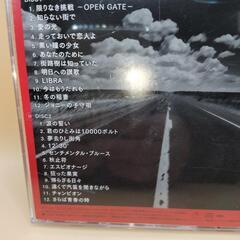 1. 限りなき挑戦 －OPEN GATE－
2. 知らない街で
3. 愛の光
4. 走っておいで恋人よ
5. 黒い瞳の少女
6. あなたのために
7. 街路樹は知っていた
8. 明日への讃歌
9. LIBRA
10. 今はもうだれも
11. 冬の稲妻
12. ジョニーの子守唄
DISC2
1. 涙の誓い
2. 君のひとみは10000ボルト
3. 夢去りし街角
4. 12°30'
5. センチメンタル・ブルース
6. 秋止符
7. エスピオナージ
8. 狂った果実
9. 帰らざる日々
10. 遠くで汽笛を聞きながら
11. チャンピオン
12. さらば青春の時